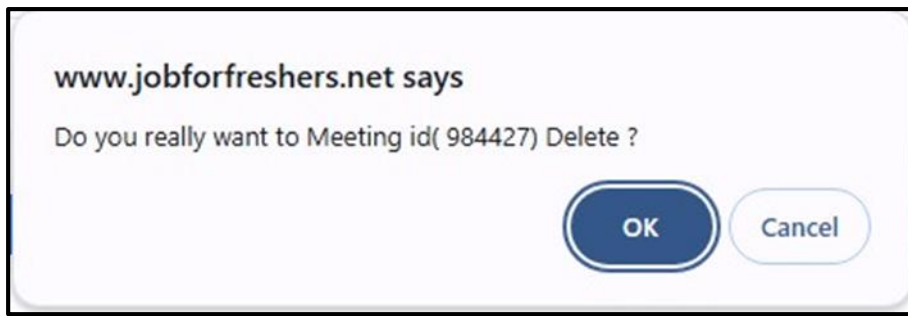 www.jobforfreshers.net says
Do you really want to Meeting id( 984427) Delete ?
OK Cancel